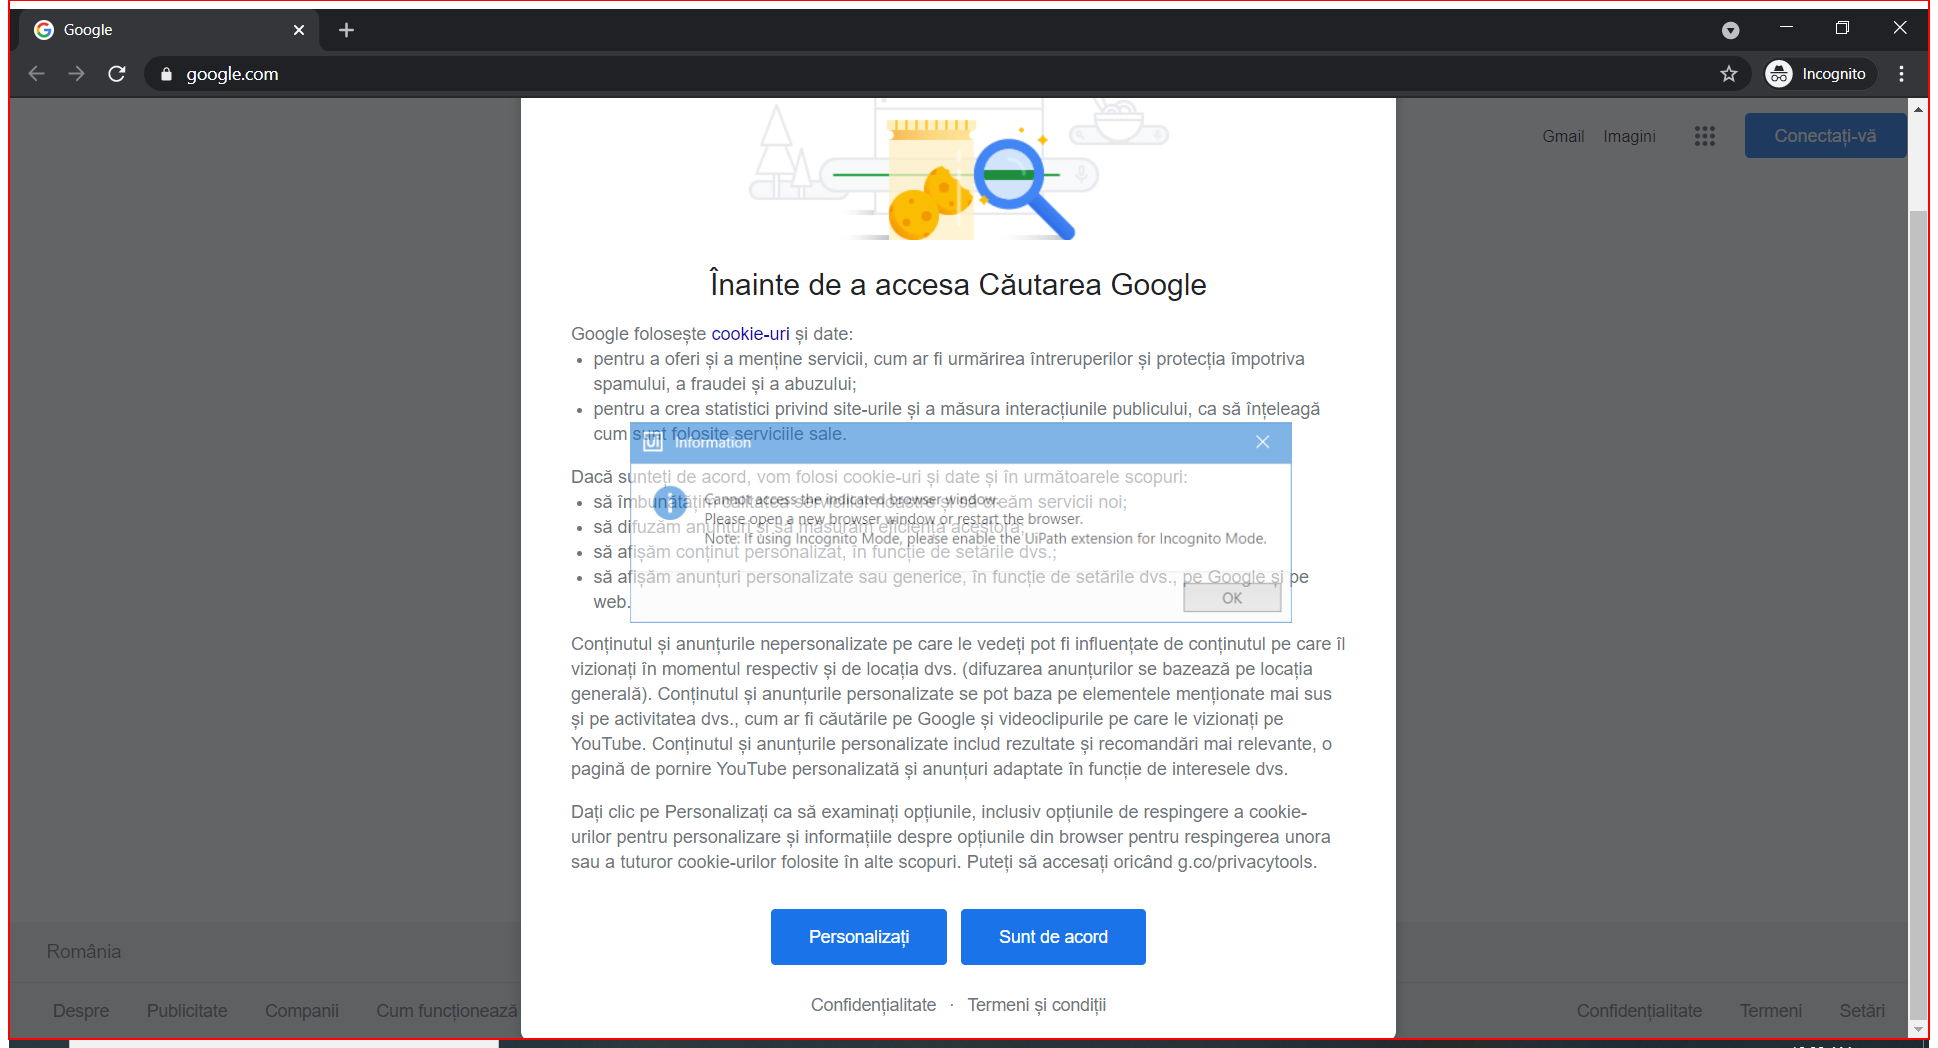 Google
google.com
Incognito
Gmail Imagini
Conectați-vă
Înainte de a accesa Căutarea Google
Google folosește cookie-uri și date:
pentru a oferi și a menține servicii, cum ar fi urmărirea întreruperilor și protecția împotriva
spamului, a fraudei și a abuzului;
pentru a crea statistici privind site-urile și a măsura interacțiunile publicului, ca să înțeleagă
cum sunt folosite serviciile sale.
Ui Information
Dacă sunteți de acord, vom folosi cookie-uri și date și în următoarele scopuri:
să îmbunătățim calitatea serviciilor noastre și să creăm servicii noi;
Cannot access the indicated browser window.
Please open a new browser window or restart the browser.
să difuzăm anunțuri și să măsurăm eficiența acestora;
Note: If using Incognito Mode, please enable the UiPath extension for Incognito Mode.
să afișăm conținut personalizat, în funcție de setările dvs.;
să afișăm anunțuri personalizate sau generice, în funcție de setările dvs., pe Google și pe
web.
OK
Conținutul și anunțurile nepersonalizate pe care le vedeți pot fi influențate de conținutul pe care îl
vizionați în momentul respectiv și de locația dvs. (difuzarea anunțurilor se bazează pe locația
generală). Conținutul și anunțurile personalizate se pot baza pe elementele menționate mai sus
și pe activitatea dvs., cum ar fi căutările pe Google și videoclipurile pe care le vizionați pe
YouTube. Conținutul și anunțurile personalizate includ rezultate și recomandări mai relevante, o
pagină de pornire YouTube personalizată și anunțuri adaptate în funcție de interesele dvs.
Dați clic pe Personalizați ca să examinați opțiunile, inclusiv opțiunile de respingere a cookie-
urilor pentru personalizare și informațiile despre opțiunile din browser pentru respingerea unora
sau a tuturor cookie-urilor folosite în alte scopuri. Puteți să accesați oricând g.co/privacytools.
Personalizați Sunt de acord
România
Confidențialitate · Termeni și condiții
Despre Publicitate Companii Cum funcționează
Confidențialitate Termeni Setări